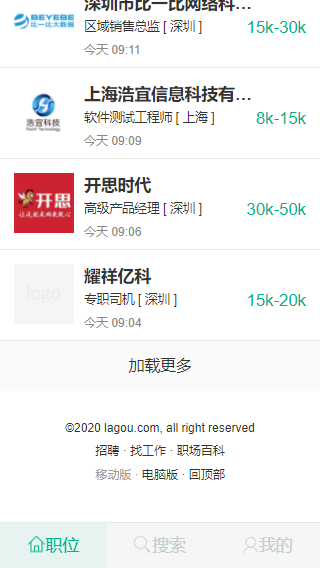 深圳市比一比网络科…
BEYEBE
比一比大数据
区域销售总监 [ 深圳 ]
15k-30k
今天 09:11
上海浩宜信息科技有…
浩宜科技
软件测试工程师 [ 上海 ]
8k-15k
今天 09:09
开思时代
开思
高级产品经理 [ 深圳 ]
30k-50k
今天 09:06
耀祥亿科
logo
专职司机 [ 深圳 ]
15k-20k
今天 09:04
加载更多
©2020 lagou.com, all right reserved
招聘 · 找工作 · 职场百科
移动版 · 电脑版 · 回顶部
职位
搜索
我的